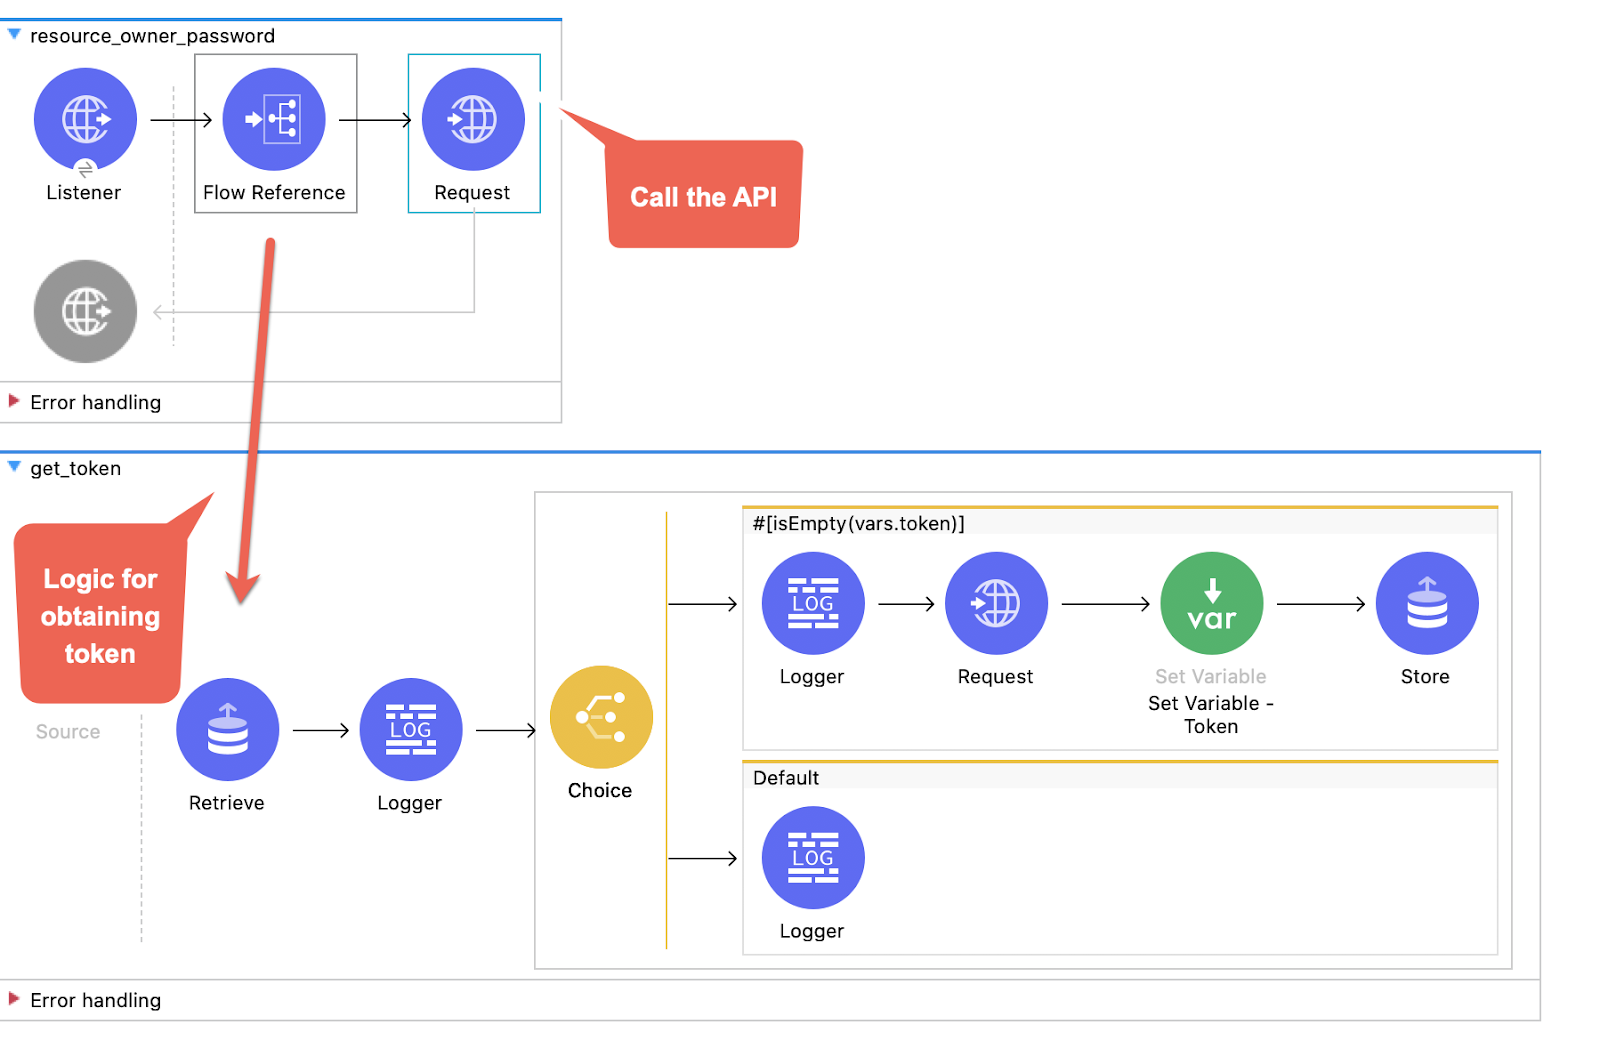 resource_owner_password
Listener
Flow Reference
Request
Call the API
Error handling
get_token
Logic for
obtaining
token
Source
Retrieve
LOG
Logger
Choice
#[isEmpty(vars.token)]
LOG
Logger
Request
var
Set Variable
Set Variable -
Token
Store
Default
LOG
Logger
Error handling